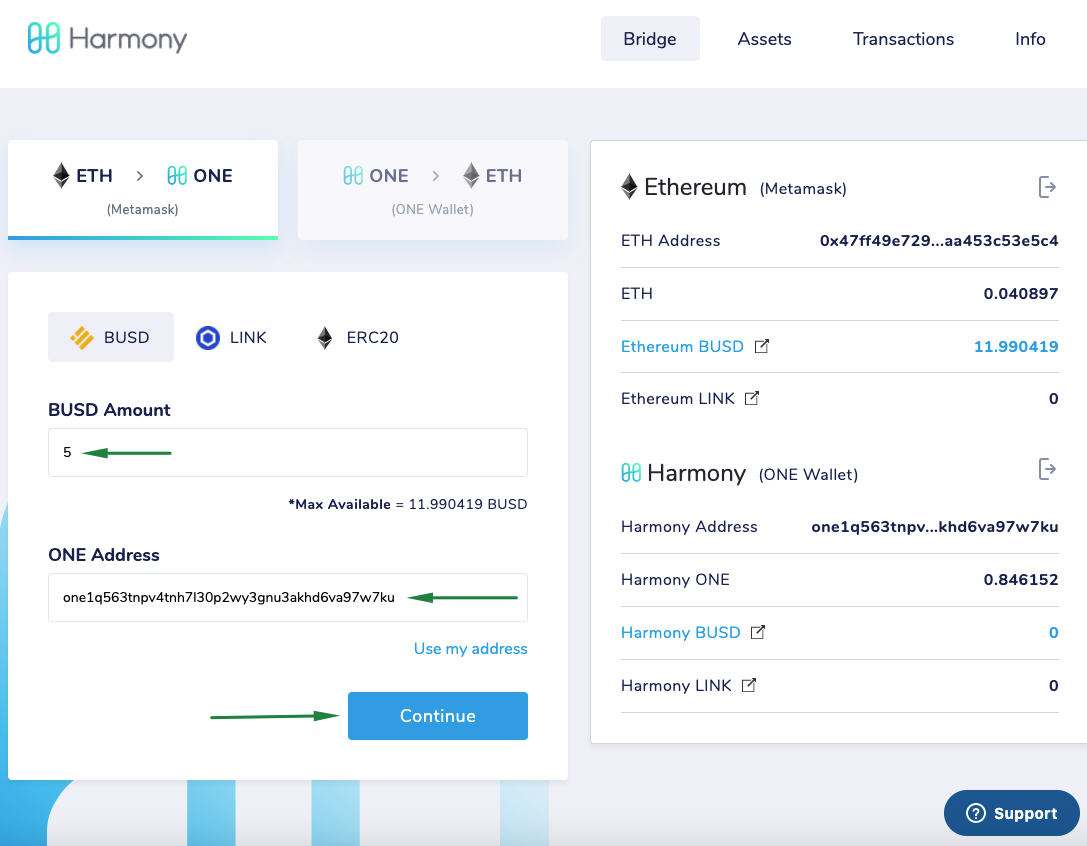 Harmony
Bridge
Assets
Transactions
Info
ETH > ONE
(Metamask)
ONE > ETH
(ONE Wallet)
BUSD
LINK
ERC20
BUSD Amount
5
*Max Available = 11.990419 BUSD
ONE Address
one1q563tnpv4tnh7l30p2wy3gnu3akhd6va97w7ku
Use my address
Continue
Ethereum (Metamask)
ETH Address 0x47ff49e729...aa453c53e5c4
ETH 0.040897
Ethereum BUSD 11.990419
Ethereum LINK 0
Harmony (ONE Wallet)
Harmony Address one1q563tnpv...khd6va97w7ku
Harmony ONE 0.846152
Harmony BUSD 0
Harmony LINK 0
Support